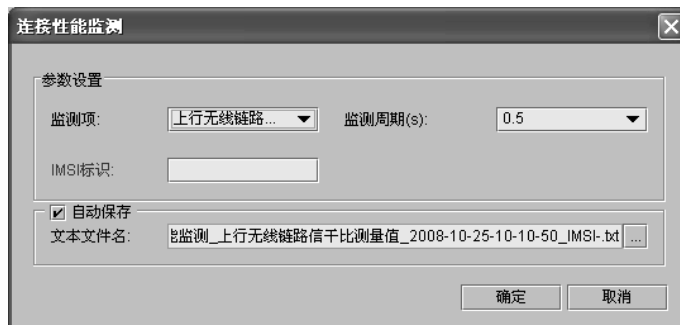 连接性能监测
参数设置
监测项: 上行无线链路... 监测周期(s): 0.5
IMSI标识:
自动保存
文本文件名: 监测_上行无线链路信干比测量值_2008-10-25-10-10-50_IMSI-.txt ...
确定 取消